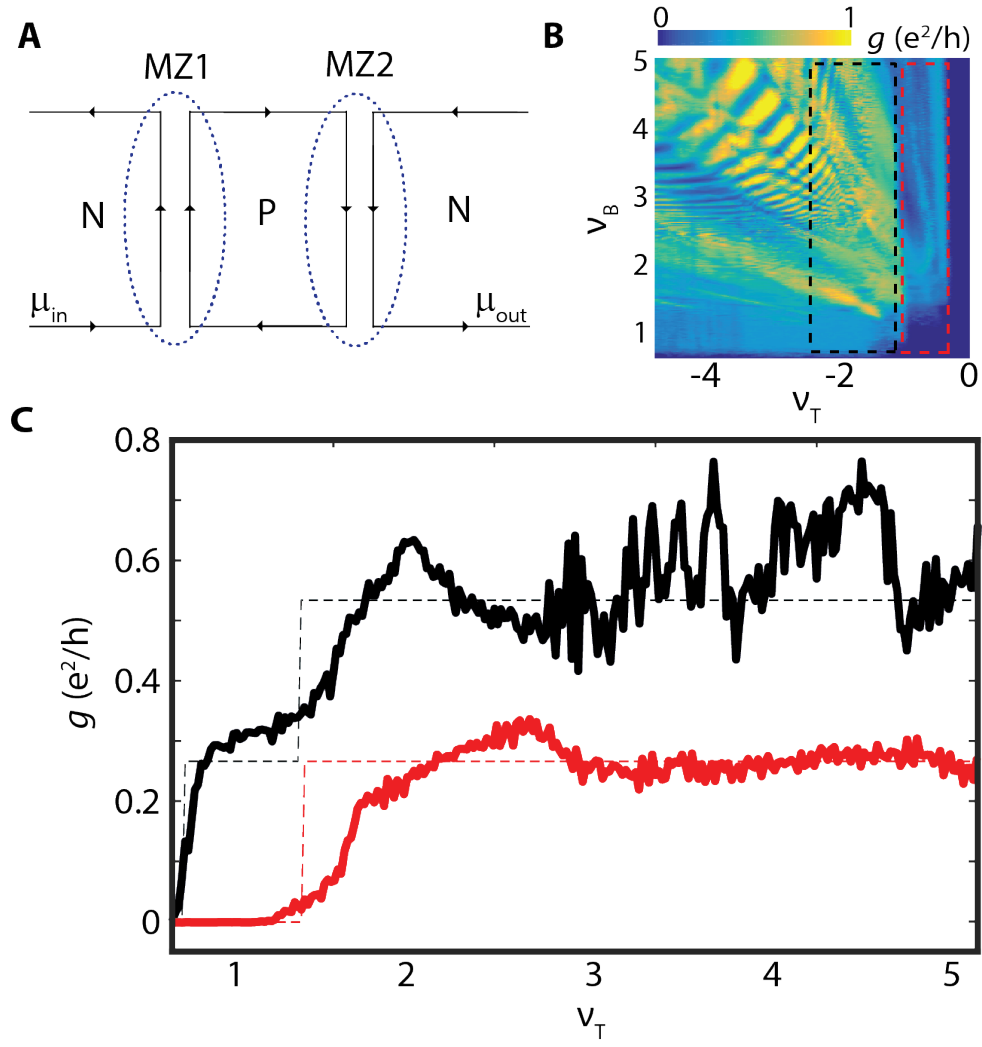 A
MZ1 MZ2
N P N
μin μout
B
0 1
g (e²/h)
5
4
3
2
1
νB
-4 -2 0
νT
C
0.8
0.6
0.4
0.2
0
g (e²/h)
1 2 3 4 5
νT